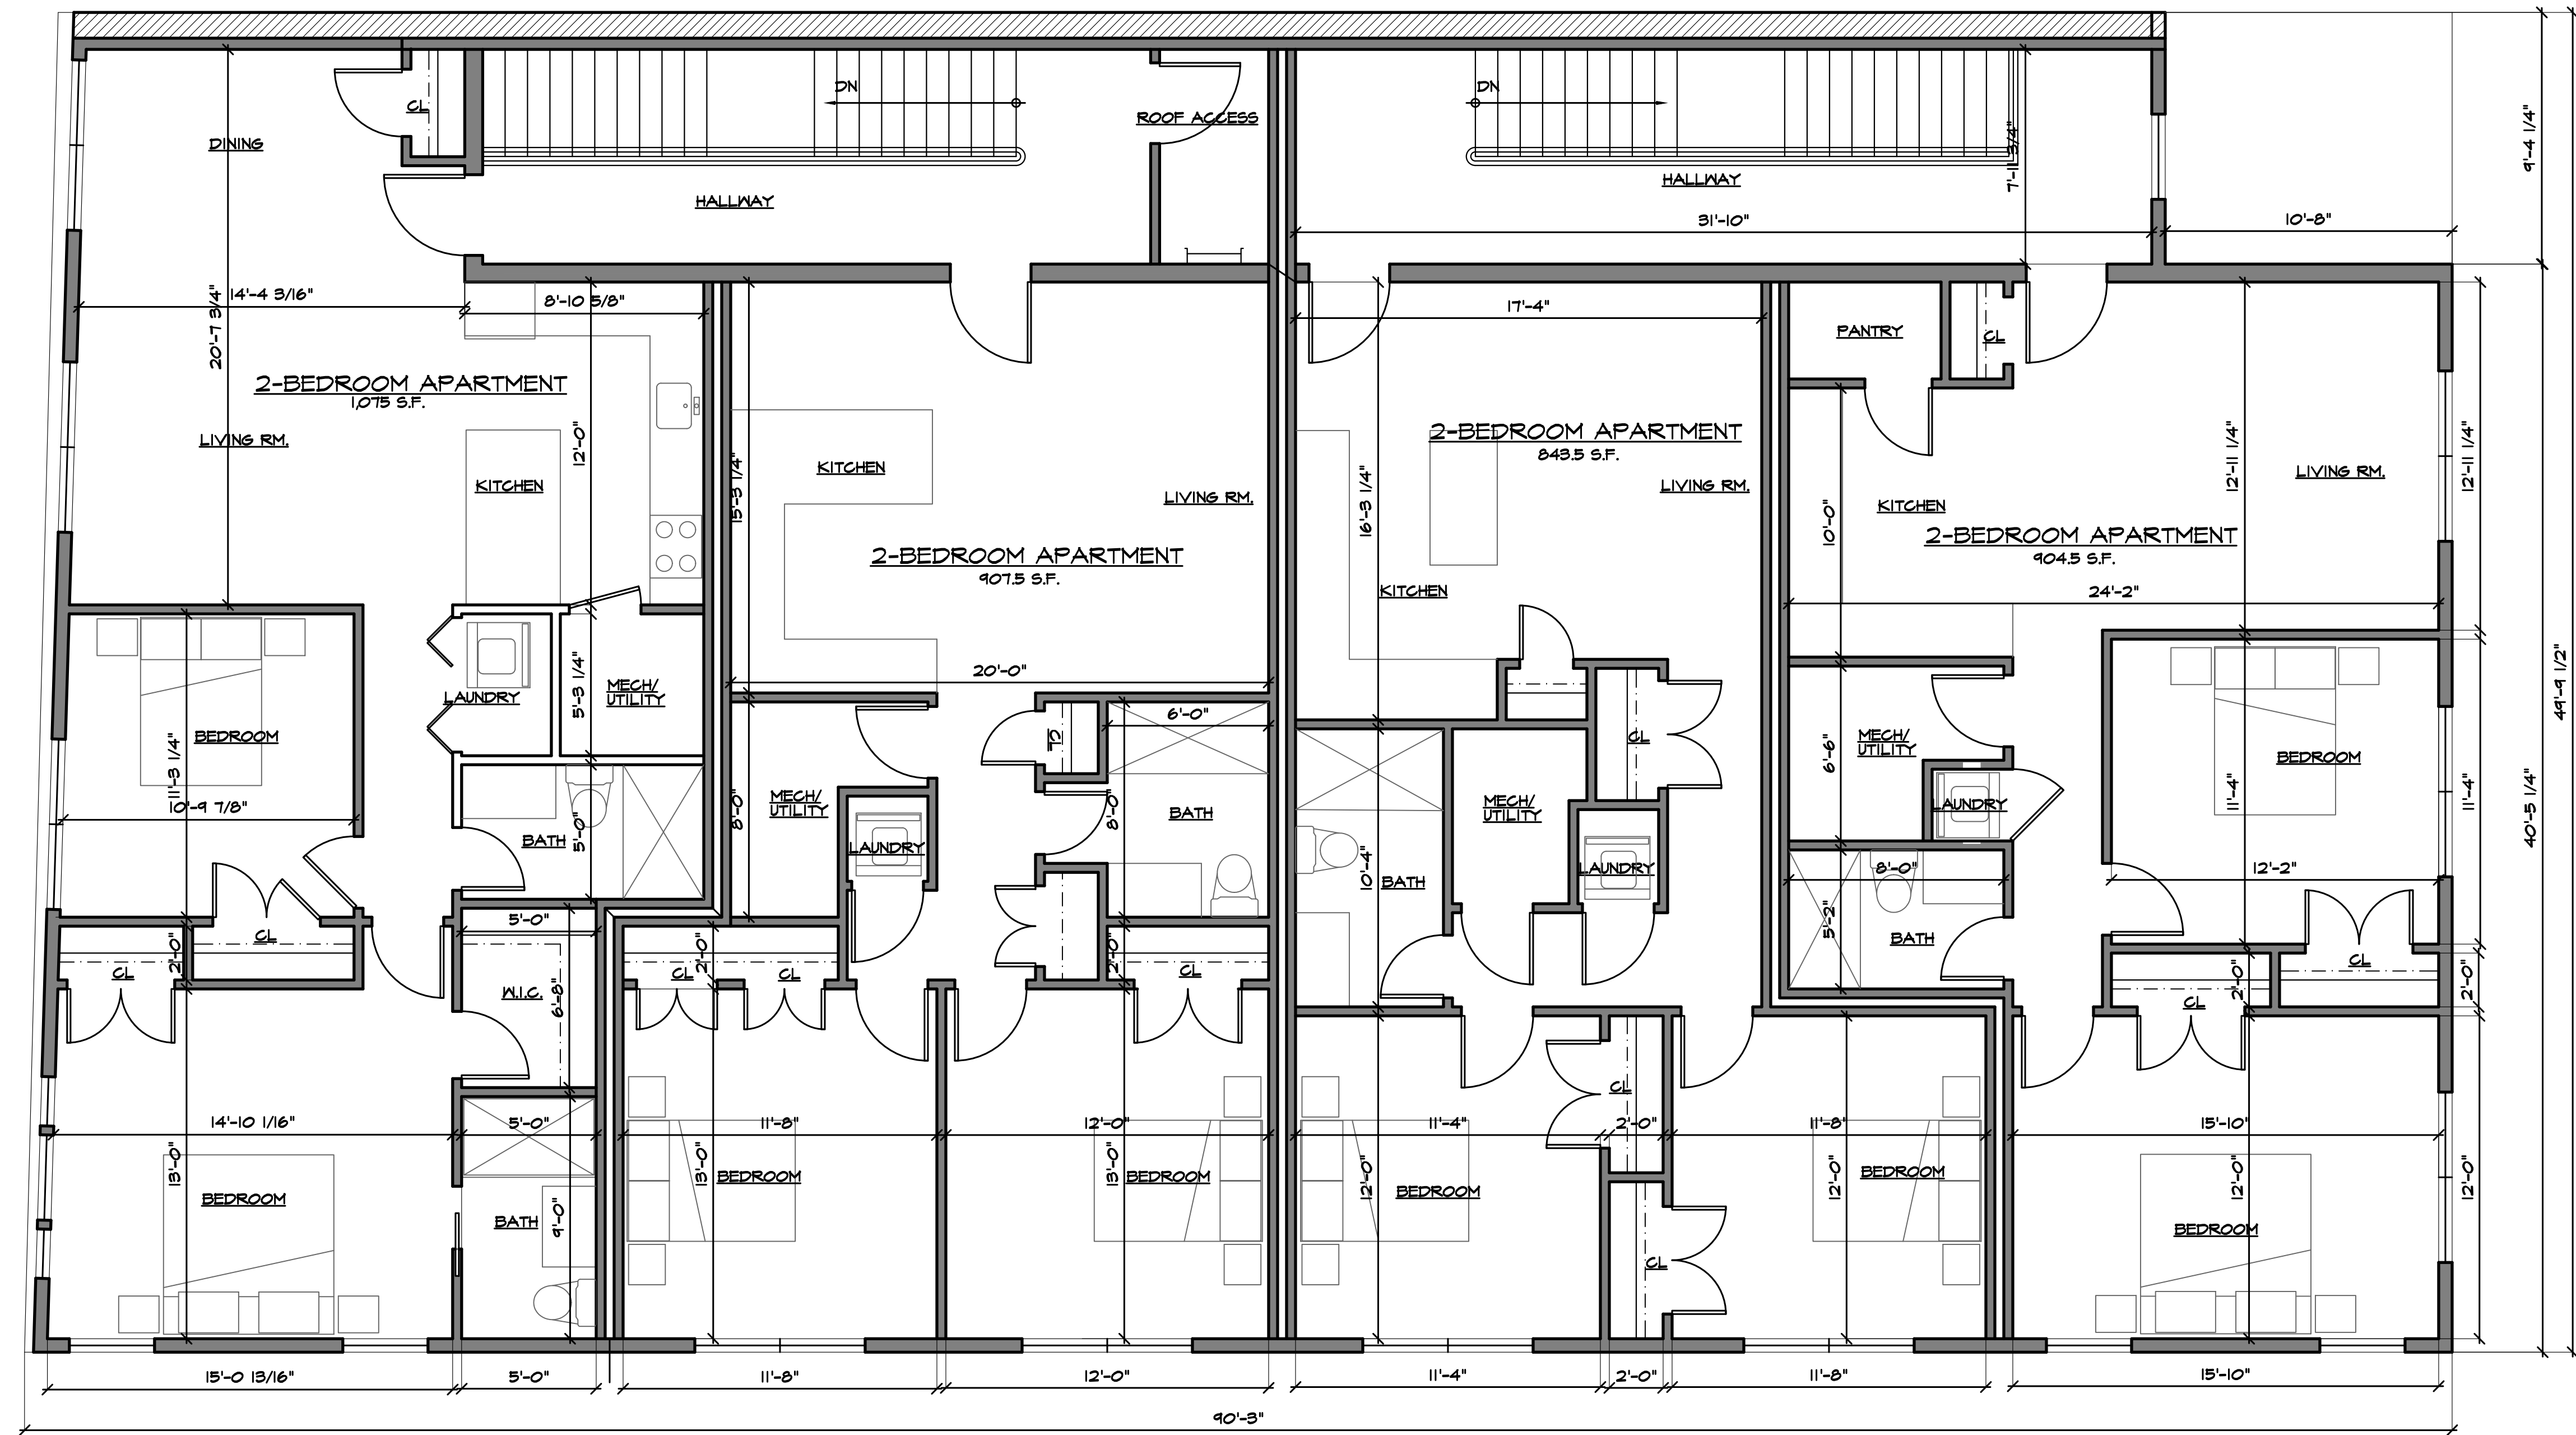 DN
DN
CL
ROOF ACCESS
DINING
HALLWAY
HALLWAY
7'-11 3/4"
9'-4 1/4"
31'-10"
10'-8"
14'-4 3/16"
8'-10 5/8"
20'-7 3/4"
17'-4"
PANTRY
CL
2-BEDROOM APARTMENT
1,075 S.F.
LIVING RM.
KITCHEN
12'-0"
15'-3 1/4"
KITCHEN
LIVING RM.
2-BEDROOM APARTMENT
907.5 S.F.
2-BEDROOM APARTMENT
843.5 S.F.
LIVING RM.
16'-3 1/4"
KITCHEN
10'-0"
KITCHEN
LIVING RM.
12'-11 1/4"
12'-11 1/4"
2-BEDROOM APARTMENT
904.5 S.F.
24'-2"
49'-9 1/2"
40'-5 1/4"
20'-0"
LAUNDRY
MECH/
UTILITY
5'-3 1/4"
BEDROOM
11'-3 1/4"
10'-9 7/8"
6'-0"
CL
CL
MECH/
UTILITY
6'-6"
BEDROOM
11'-4"
11'-4"
MECH/
UTILITY
8'-0"
8'-0"
BATH
MECH/
UTILITY
LAUNDRY
BATH
5'-0"
LAUNDRY
10'-4"
BATH
LAUNDRY
8'-0"
12'-2"
5'-2"
BATH
5'-0"
CL
2'-0"
CL
W.I.C.
6'-8"
CL
2'-0"
CL
2'-0"
CL
CL
CL
2'-0"
2'-0"
CL
14'-10 1/16"
5'-0"
11'-8"
12'-0"
11'-4"
2'-0"
11'-8"
15'-10"
13'-0"
BEDROOM
BATH
9'-0"
13'-0"
BEDROOM
13'-0"
BEDROOM
12'-0"
BEDROOM
12'-0"
BEDROOM
12'-0"
BEDROOM
12'-0"
CL
15'-0 13/16"
5'-0"
11'-8"
12'-0"
11'-4"
2'-0"
11'-8"
15'-10"
90'-3"